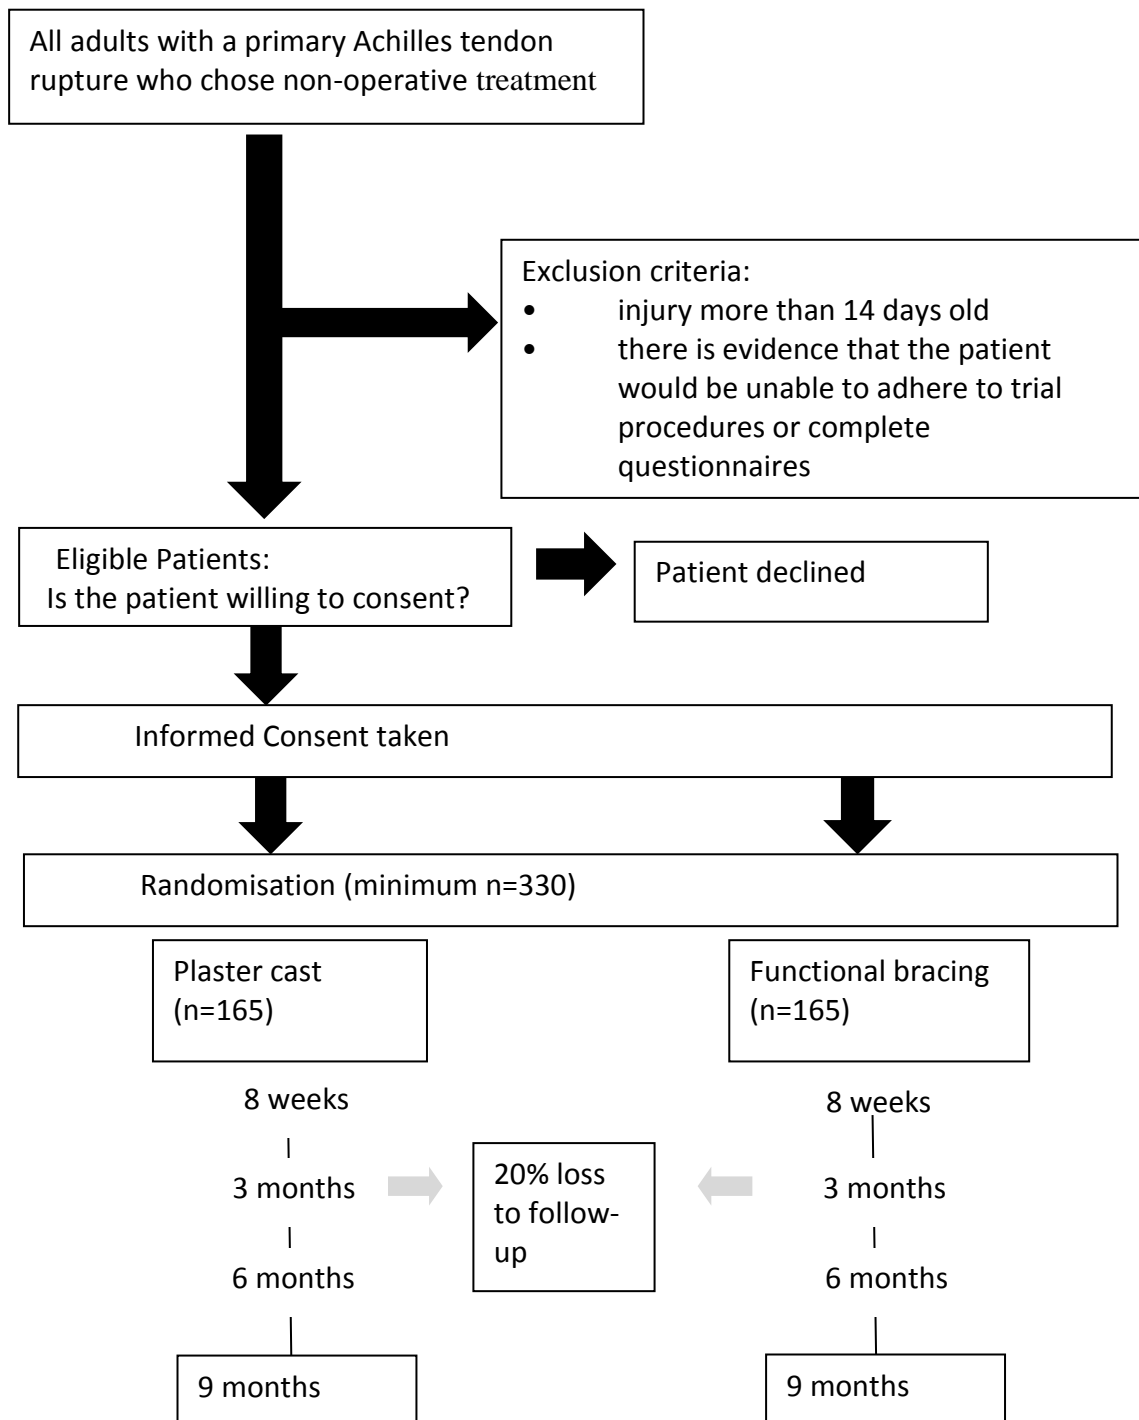 All adults with a primary Achilles tendon
rupture who chose non-operative treatment
Exclusion criteria:
• injury more than 14 days old
• there is evidence that the patient
would be unable to adhere to trial
procedures or complete
questionnaires
Eligible Patients:
Is the patient willing to consent?
Patient declined
Informed Consent taken
Randomisation (minimum n=330)
Plaster cast
(n=165)
Functional bracing
(n=165)
8 weeks
8 weeks
20% loss
to follow-
up
3 months
3 months
6 months
6 months
9 months
9 months